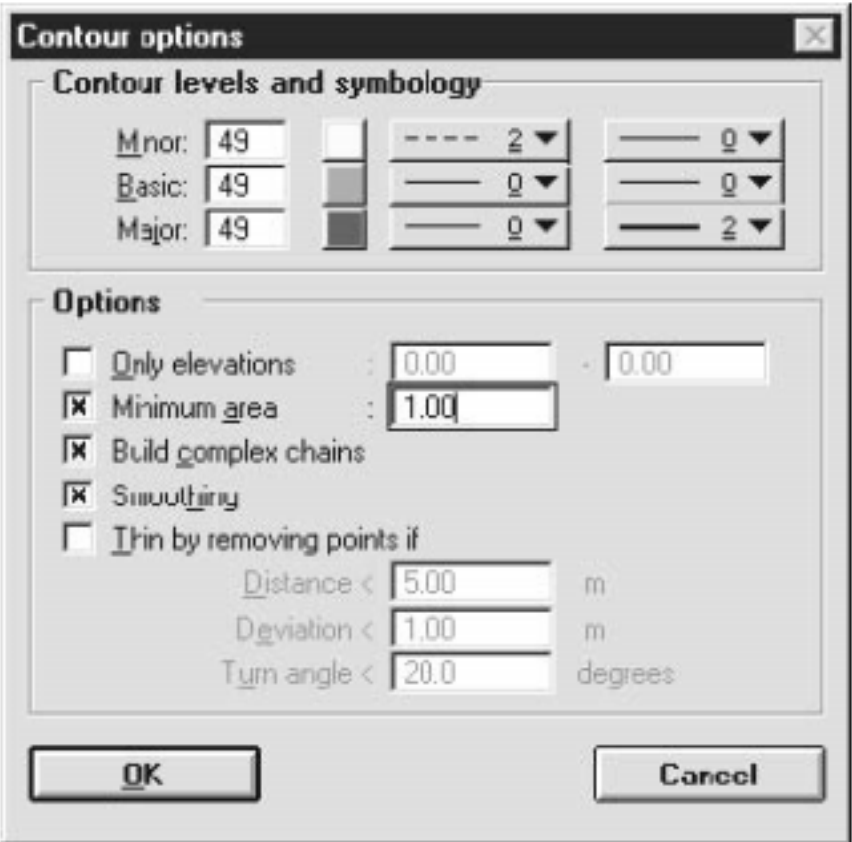 Contour options
Contour levels and symbology
Minor: 49 2 0
Basic: 49 0 0
Major: 49 0 2
Options
Only elevations : 0.00 - 0.00
Minimum area : 1.00
Build complex chains
Smoothing
Thin by removing points if
Distance < 5.00 m
Deviation < 1.00 m
Turn angle < 20.0 degrees
OK Cancel